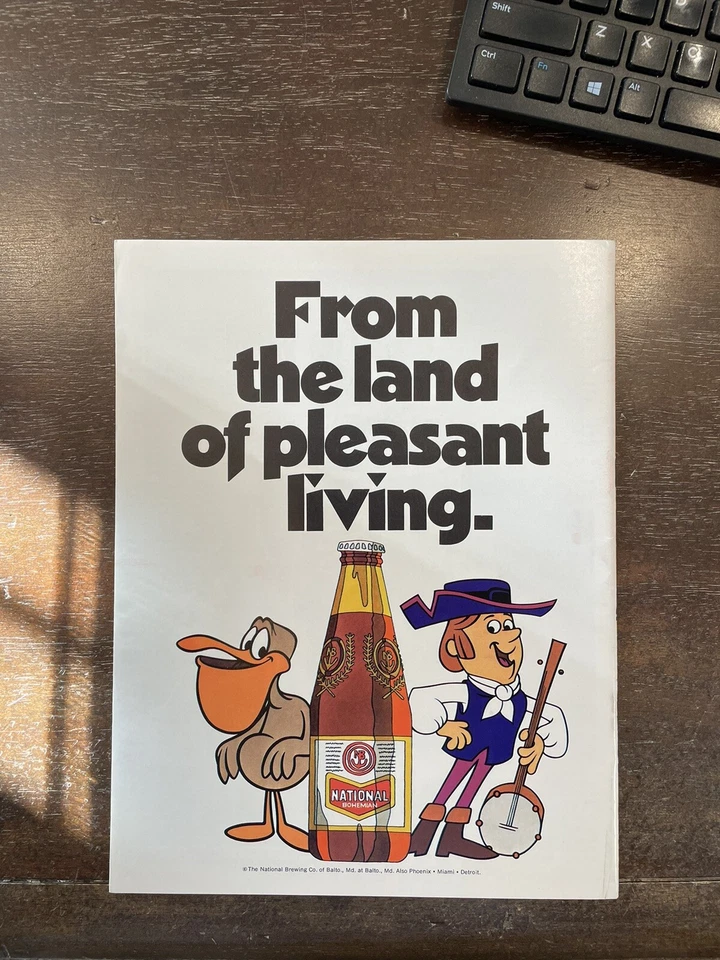 Shift
Z
X
Ctrl
Fn
Alt
From
the land
of pleasant
living.
NB
NATIONAL
BOHEMIAN
©The National Brewing Co. of Balto., Md. at Balto., Md. Also Phoenix • Miami • Detroit.